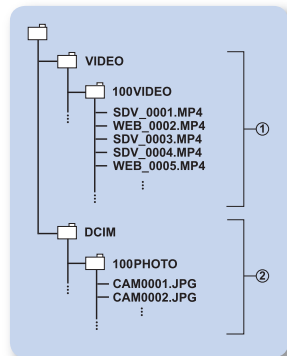 VIDEO
100VIDEO
SDV_0001.MP4
WEB_0002.MP4
SDV_0003.MP4
SDV_0004.MP4
WEB_0005.MP4
①
DCIM
100PHOTO
②
CAM0001.JPG
CAM0002.JPG